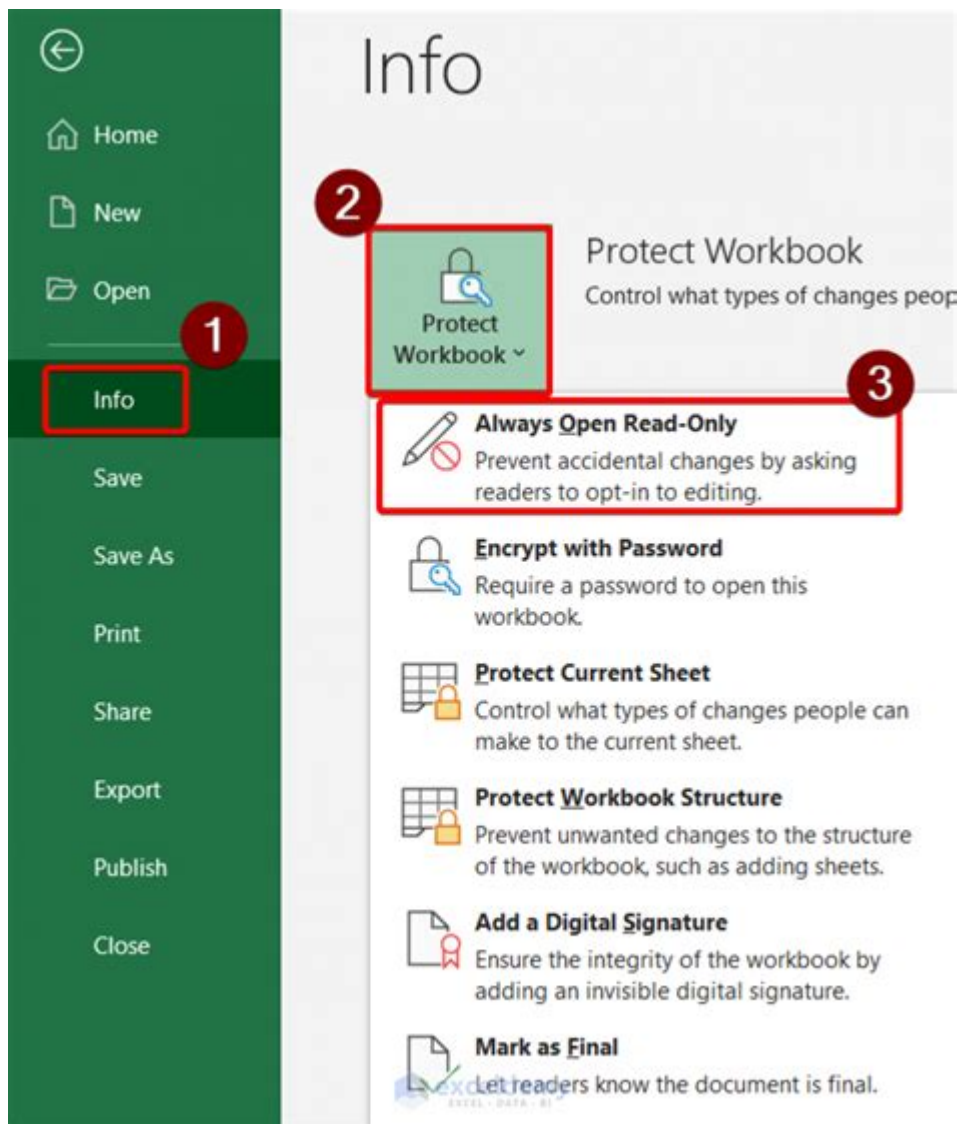 Info
Home
New
Open
Info
Save
Save As
Print
Share
Export
Publish
Close
1
2
Protect
Workbook
Protect Workbook
Control what types of changes peop
3
Always Open Read-Only
Prevent accidental changes by asking
readers to opt-in to editing.
Encrypt with Password
Require a password to open this
workbook.
Protect Current Sheet
Control what types of changes people can
make to the current sheet.
Protect Workbook Structure
Prevent unwanted changes to the structure
of the workbook, such as adding sheets.
Add a Digital Signature
Ensure the integrity of the workbook by
adding an invisible digital signature.
Mark as Final
Let readers know the document is final.
EXCEL - DATA - BI